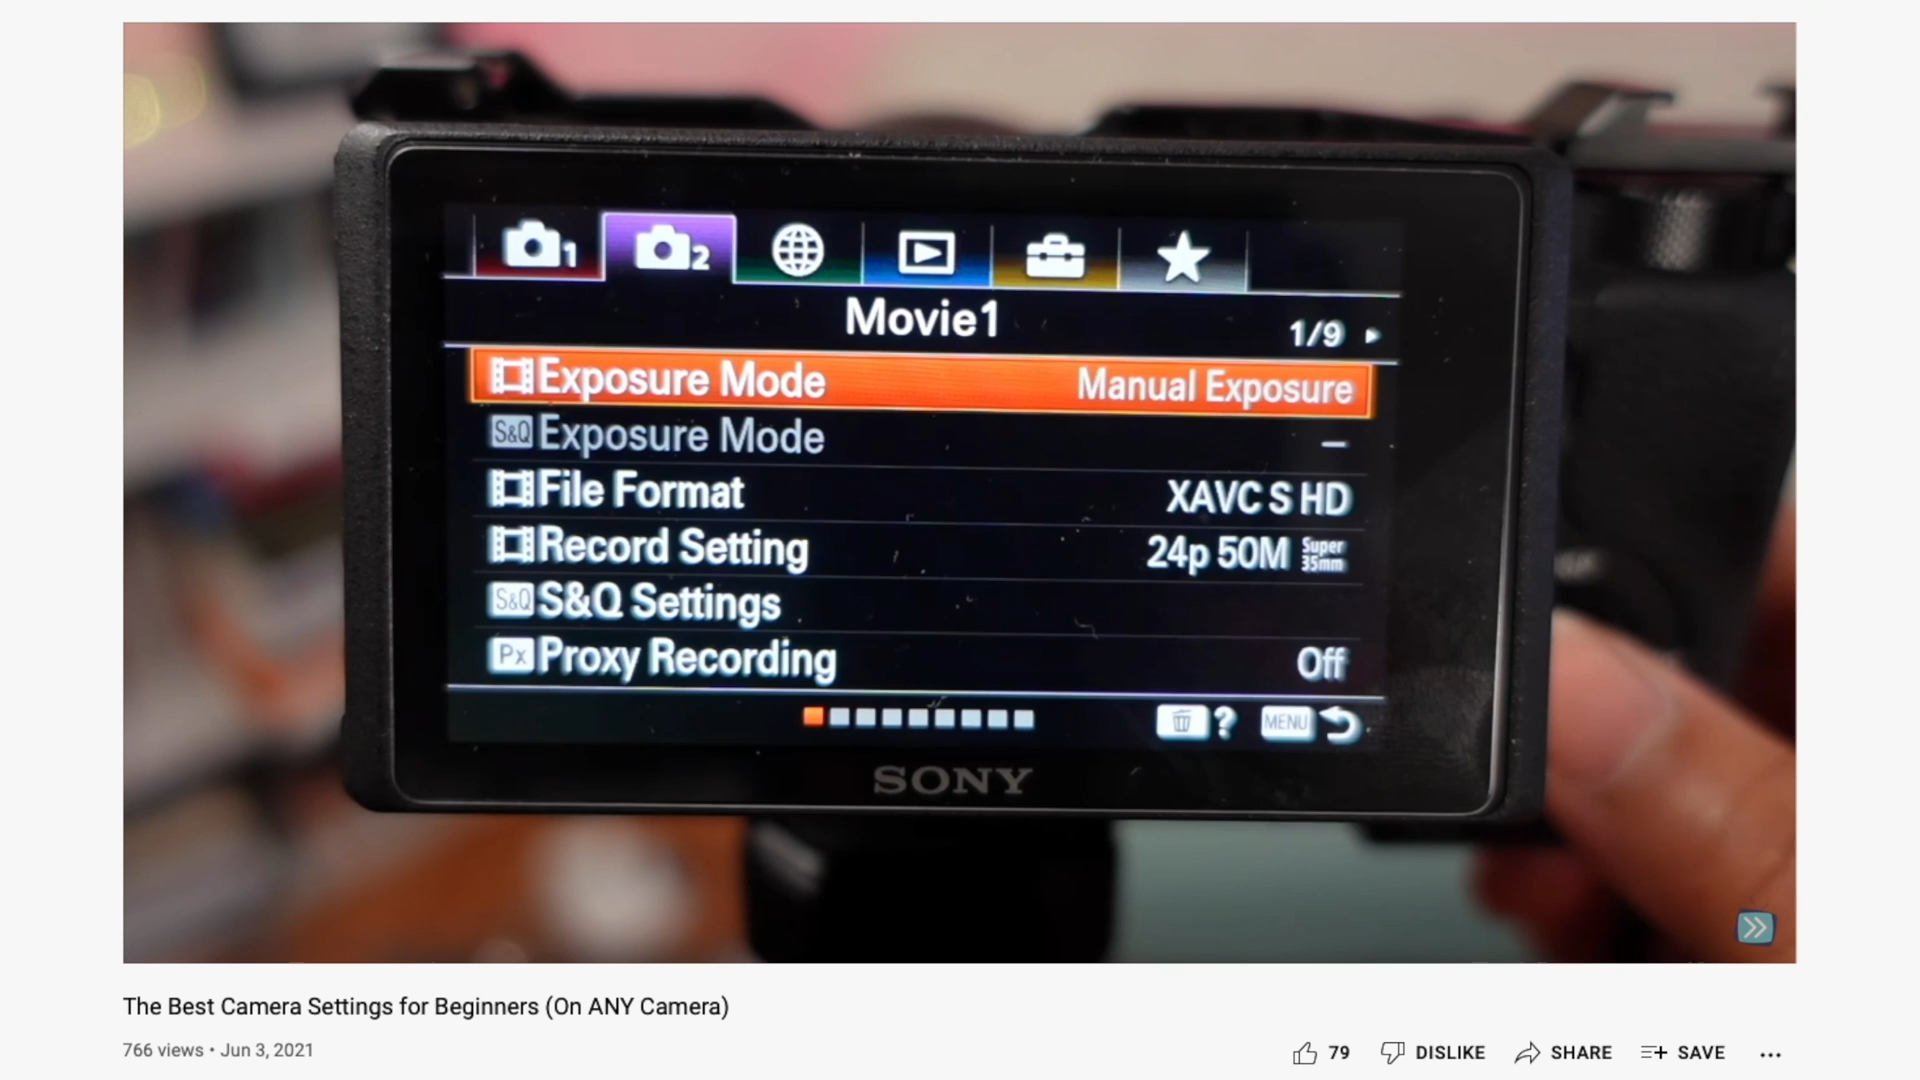 1
2
Movie1
1/9
Exposure Mode Manual Exposure
S&Q Exposure Mode –
File Format XAVC S HD
Record Setting 24p 50M Super 35mm
S&Q S&Q Settings
Px Proxy Recording Off
? MENU
SONY
The Best Camera Settings for Beginners (On ANY Camera)
766 views • Jun 3, 2021
79 DISLIKE SHARE SAVE ...